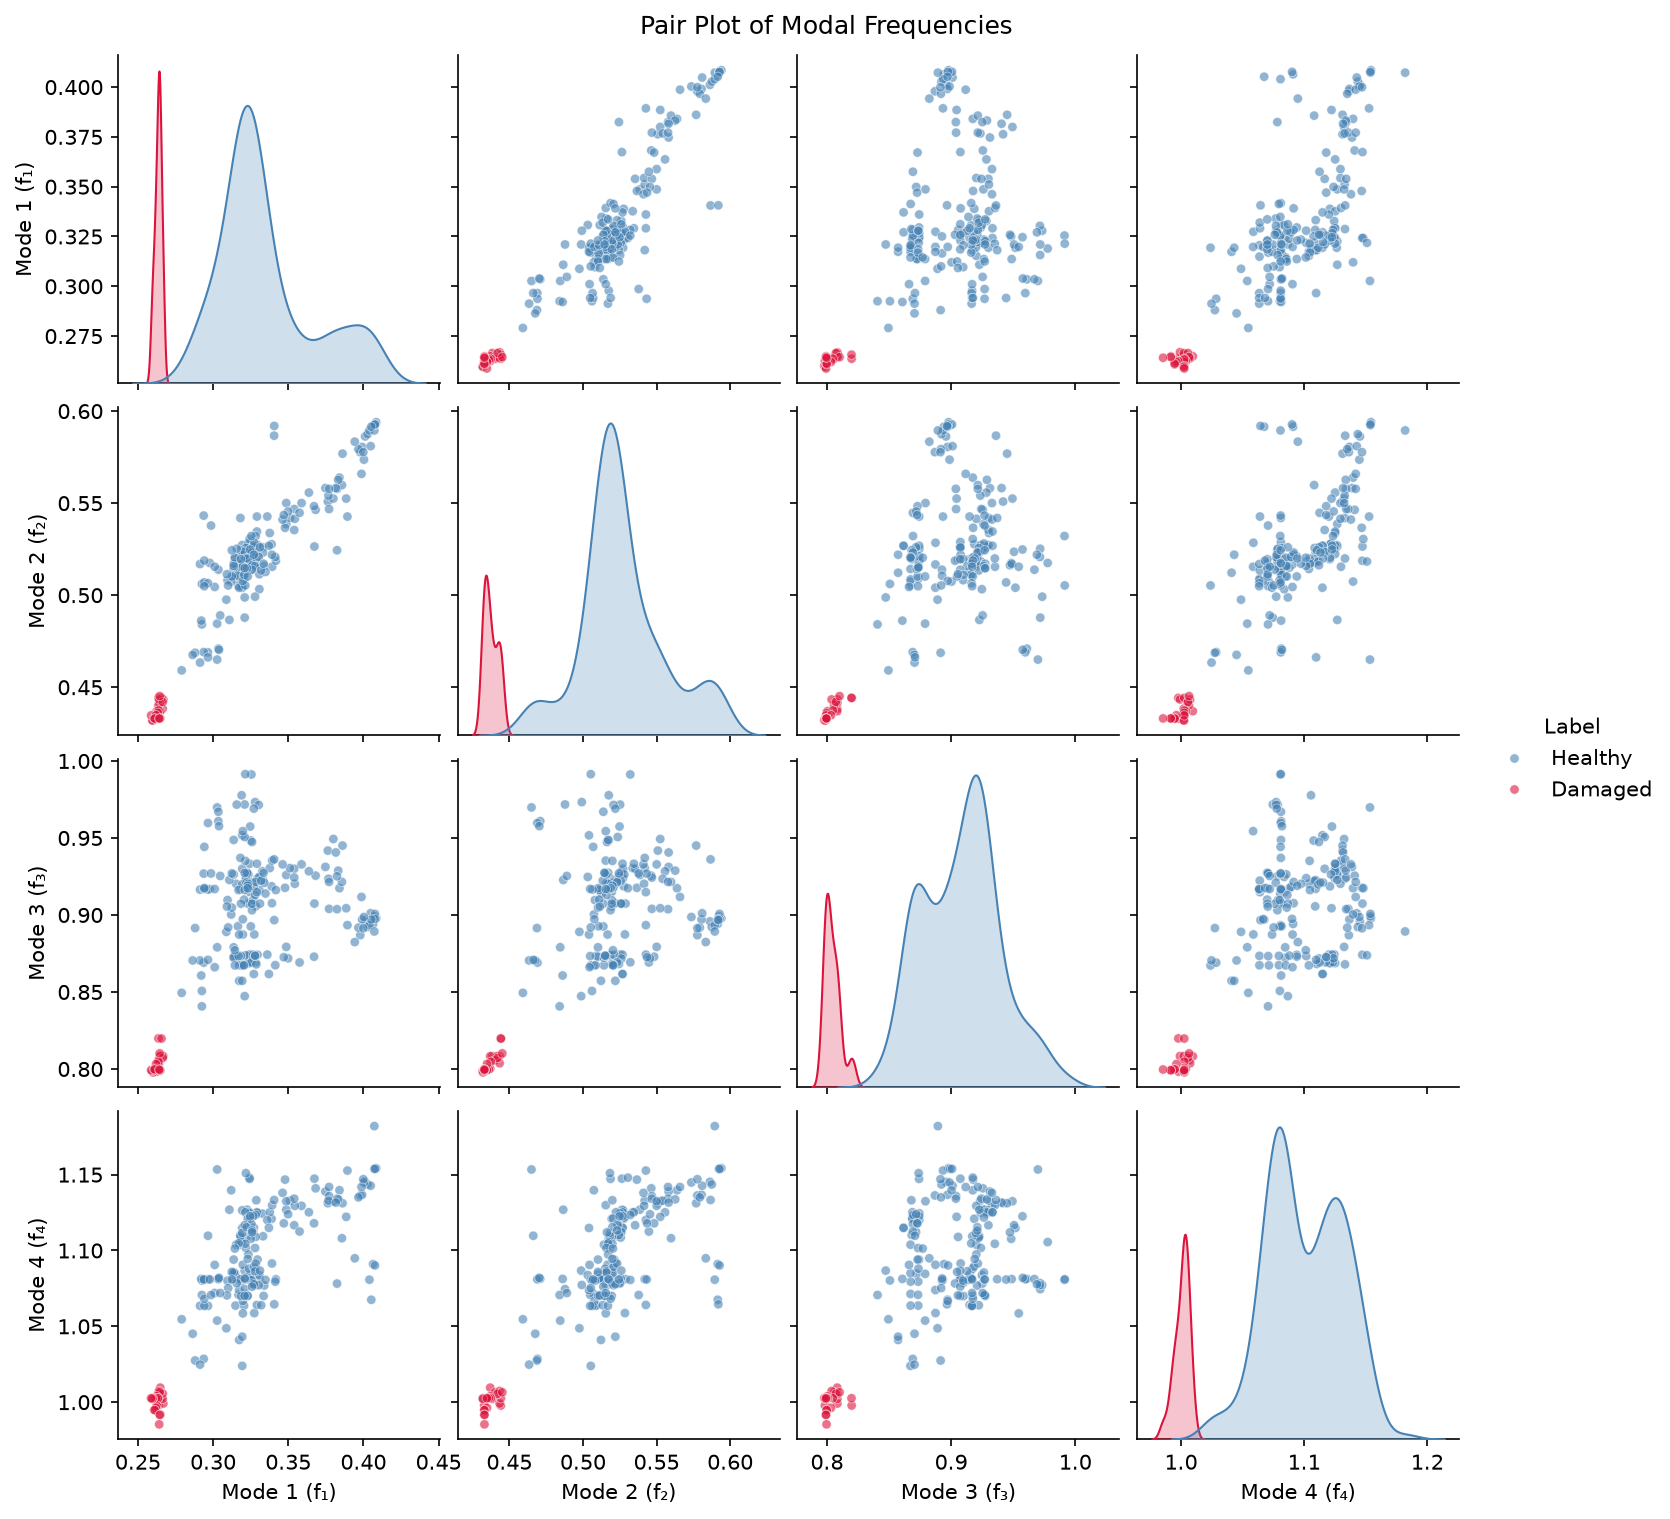 Pair Plot of Modal Frequencies
0.400
0.375
0.350
0.325
0.300
0.275
Mode 1 (f₁)
0.60
0.55
0.50
0.45
Mode 2 (f₂)
1.00
0.95
0.90
0.85
0.80
Mode 3 (f₃)
1.15
1.10
1.05
1.00
Mode 4 (f₄)
0.25 0.30 0.35 0.40 0.45
Mode 1 (f₁)
0.45 0.50 0.55 0.60
Mode 2 (f₂)
0.8 0.9 1.0
Mode 3 (f₃)
1.0 1.1 1.2
Mode 4 (f₄)
Label
Healthy
Damaged